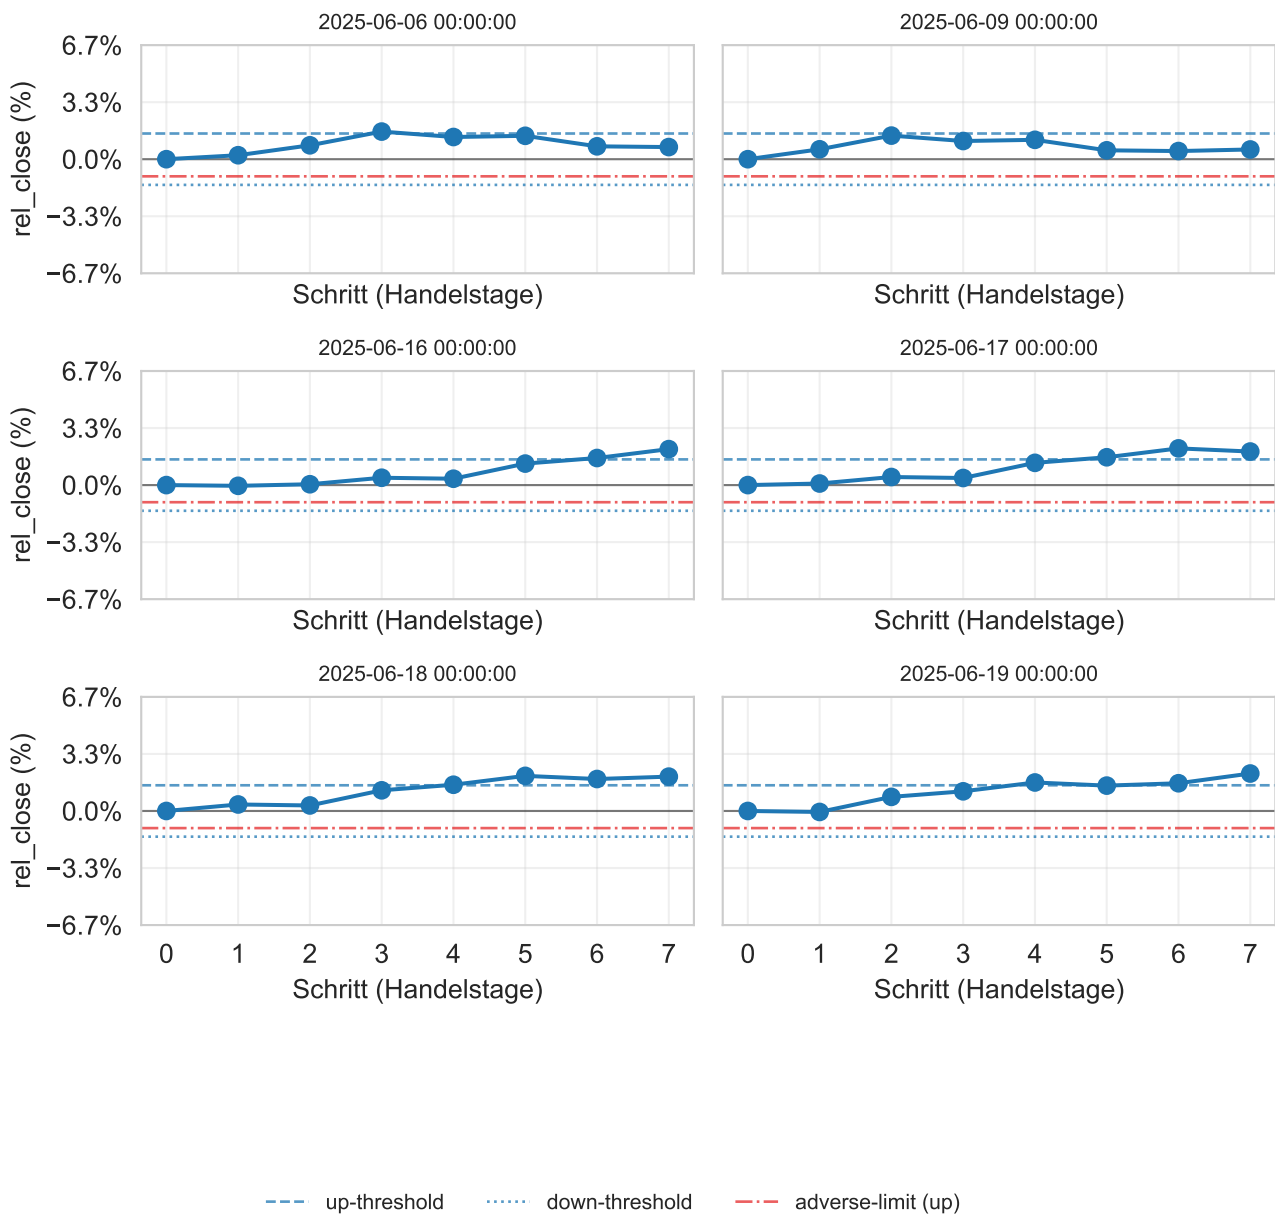 2025-06-06 00:00:00
2025-06-09 00:00:00
6.7%
3.3%
0.0%
−3.3%
−6.7%
rel_close (%)
Schritt (Handelstage)
Schritt (Handelstage)
2025-06-16 00:00:00
2025-06-17 00:00:00
6.7%
3.3%
0.0%
−3.3%
−6.7%
rel_close (%)
Schritt (Handelstage)
Schritt (Handelstage)
2025-06-18 00:00:00
2025-06-19 00:00:00
6.7%
3.3%
0.0%
−3.3%
−6.7%
rel_close (%)
0 1 2 3 4 5 6 7
0 1 2 3 4 5 6 7
Schritt (Handelstage)
Schritt (Handelstage)
up-threshold
down-threshold
adverse-limit (up)